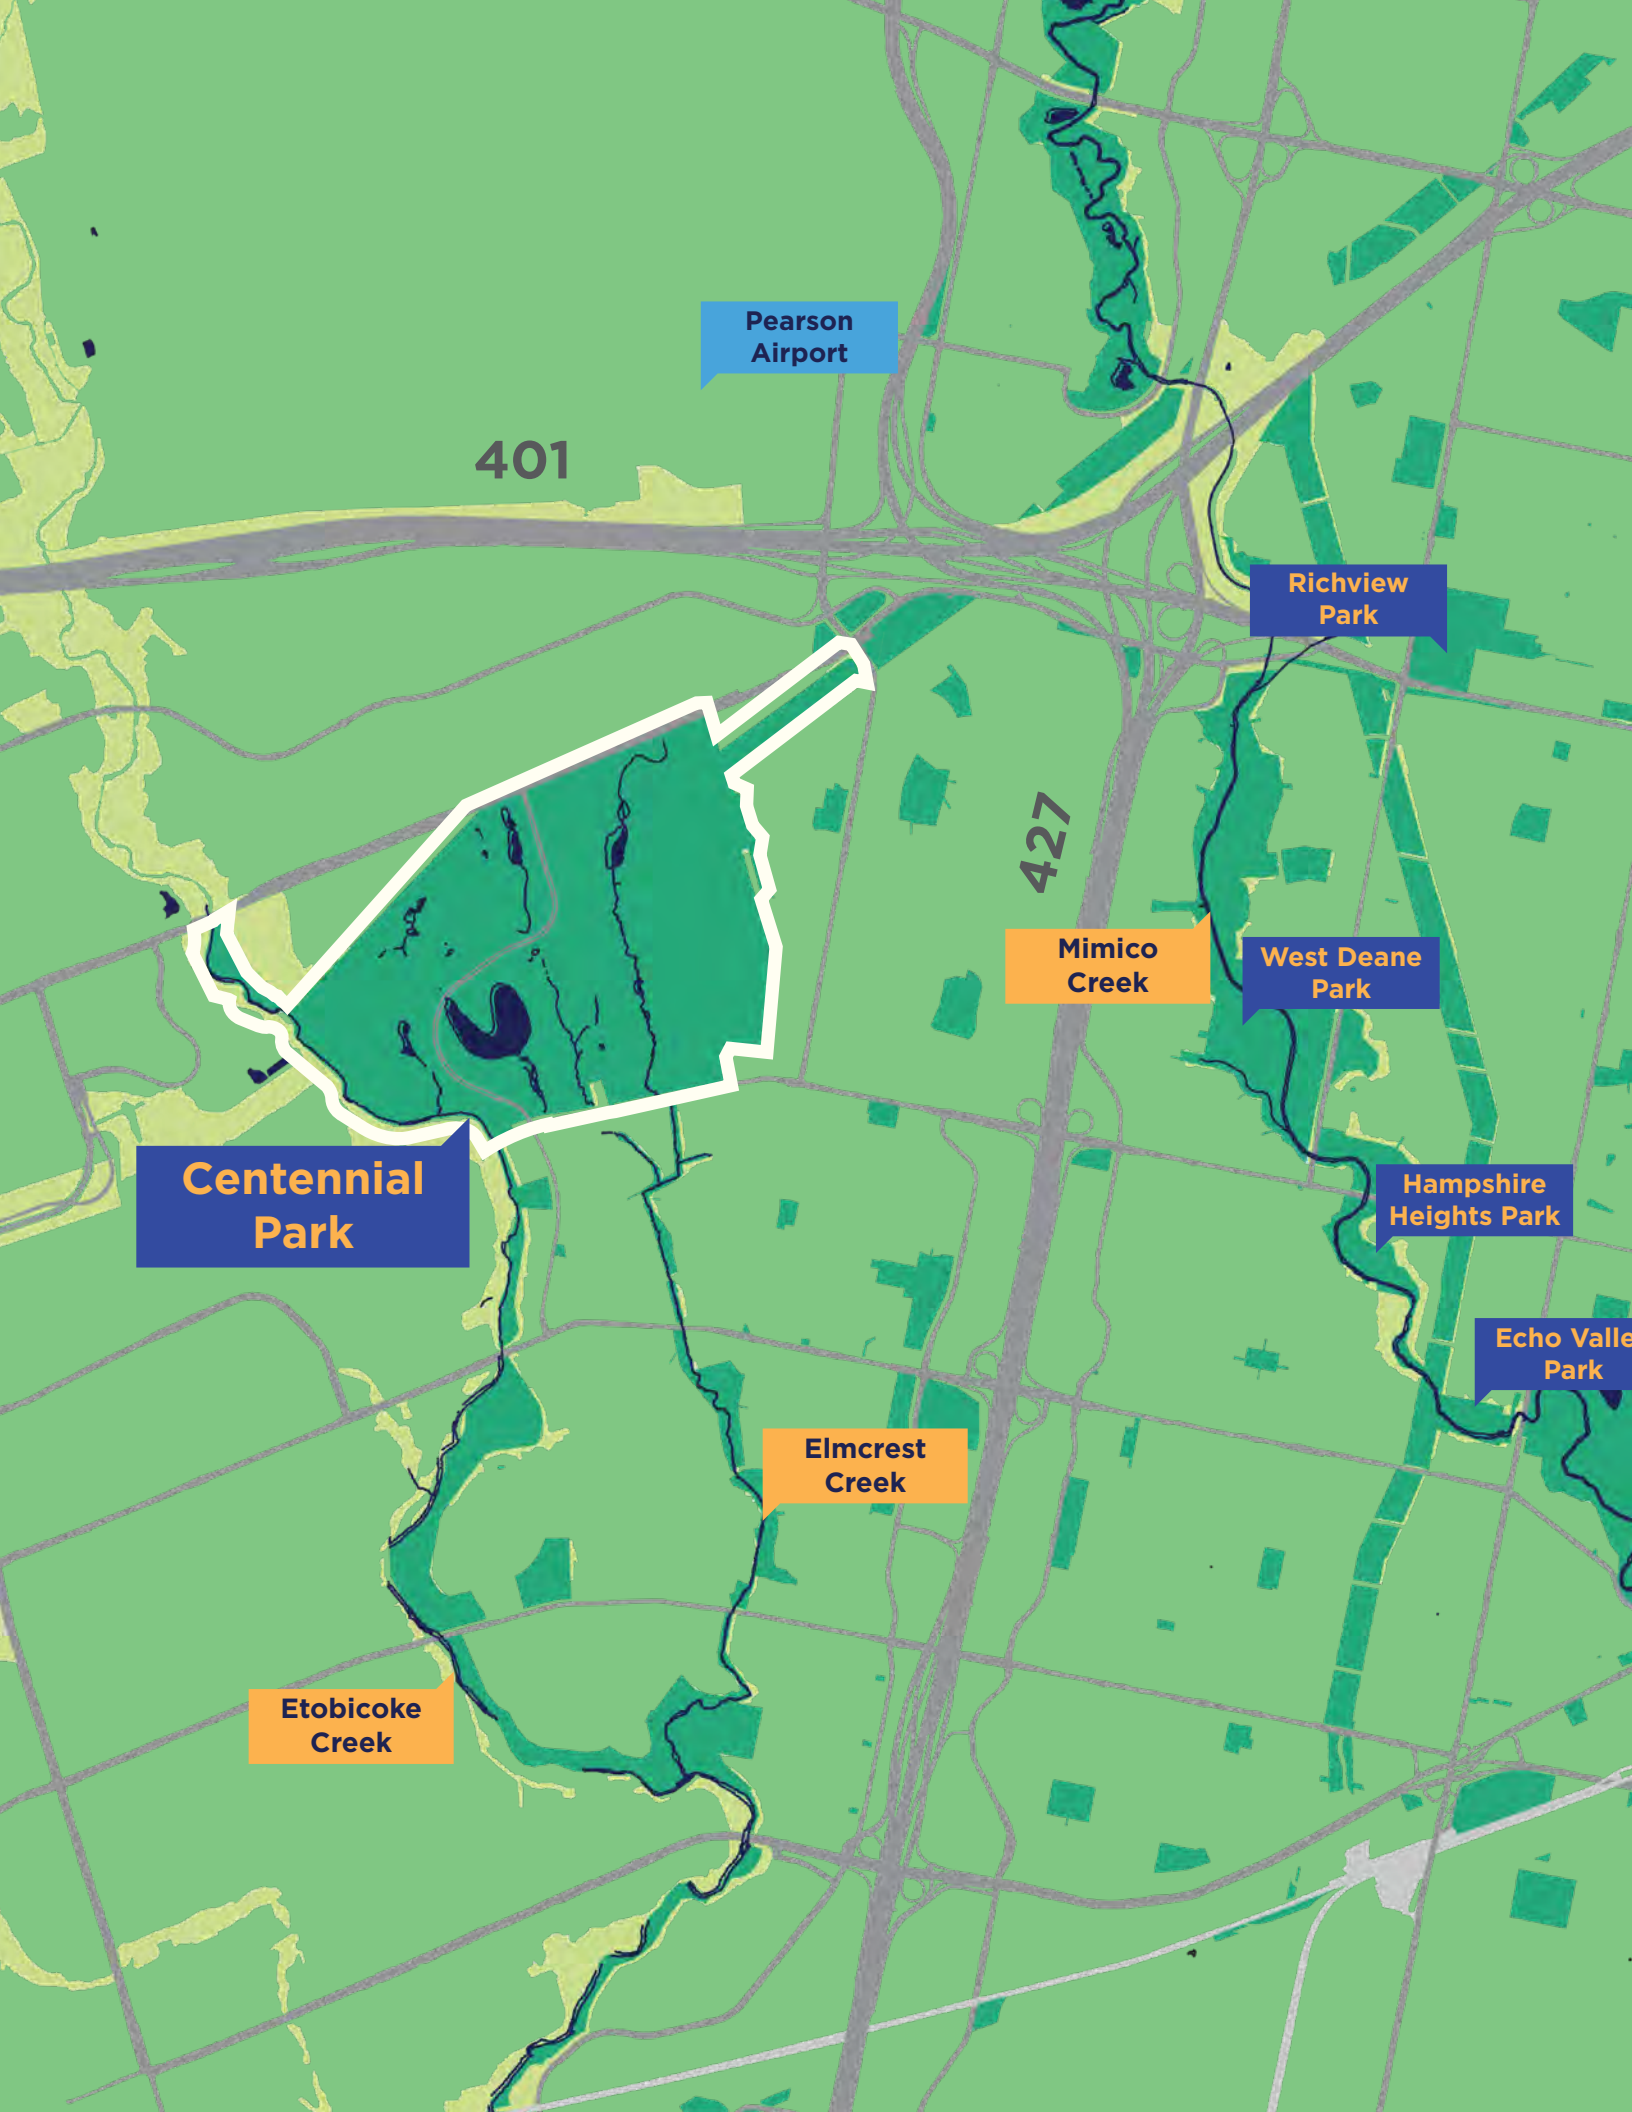 Pearson
Airport
401
Richview
Park
427
Mimico
Creek
West Deane
Park
Centennial
Park
Hampshire
Heights Park
Echo Valle
Park
Elmcrest
Creek
Etobicoke
Creek